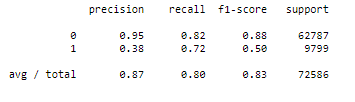 precision recall f1-score support
0 0.95 0.82 0.88 62787
1 0.38 0.72 0.50 9799
avg / total 0.87 0.80 0.83 72586